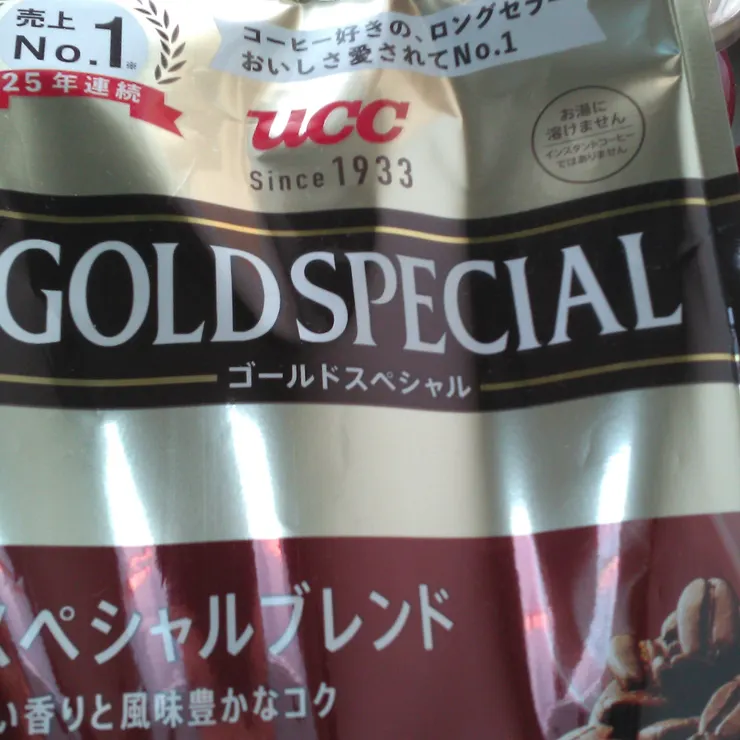 売上
No.1※
25年連続
コーヒー好きの、ロングセラー
おいしさ愛されてNo.1
ucc
Since 1933
お湯に
溶けません
インスタントコーヒー
ではありません
GOLD SPECIAL
ゴールドスペシャル
スペシャルブレンド
い香りと風味豊かなコク